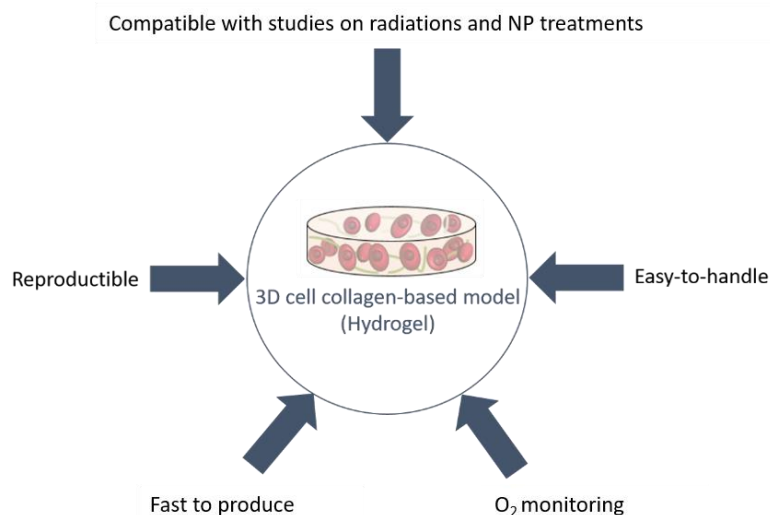 Compatible with studies on radiations and NP treatments
Reproductible
3D cell collagen-based model
(Hydrogel)
Easy-to-handle
Fast to produce
O₂ monitoring